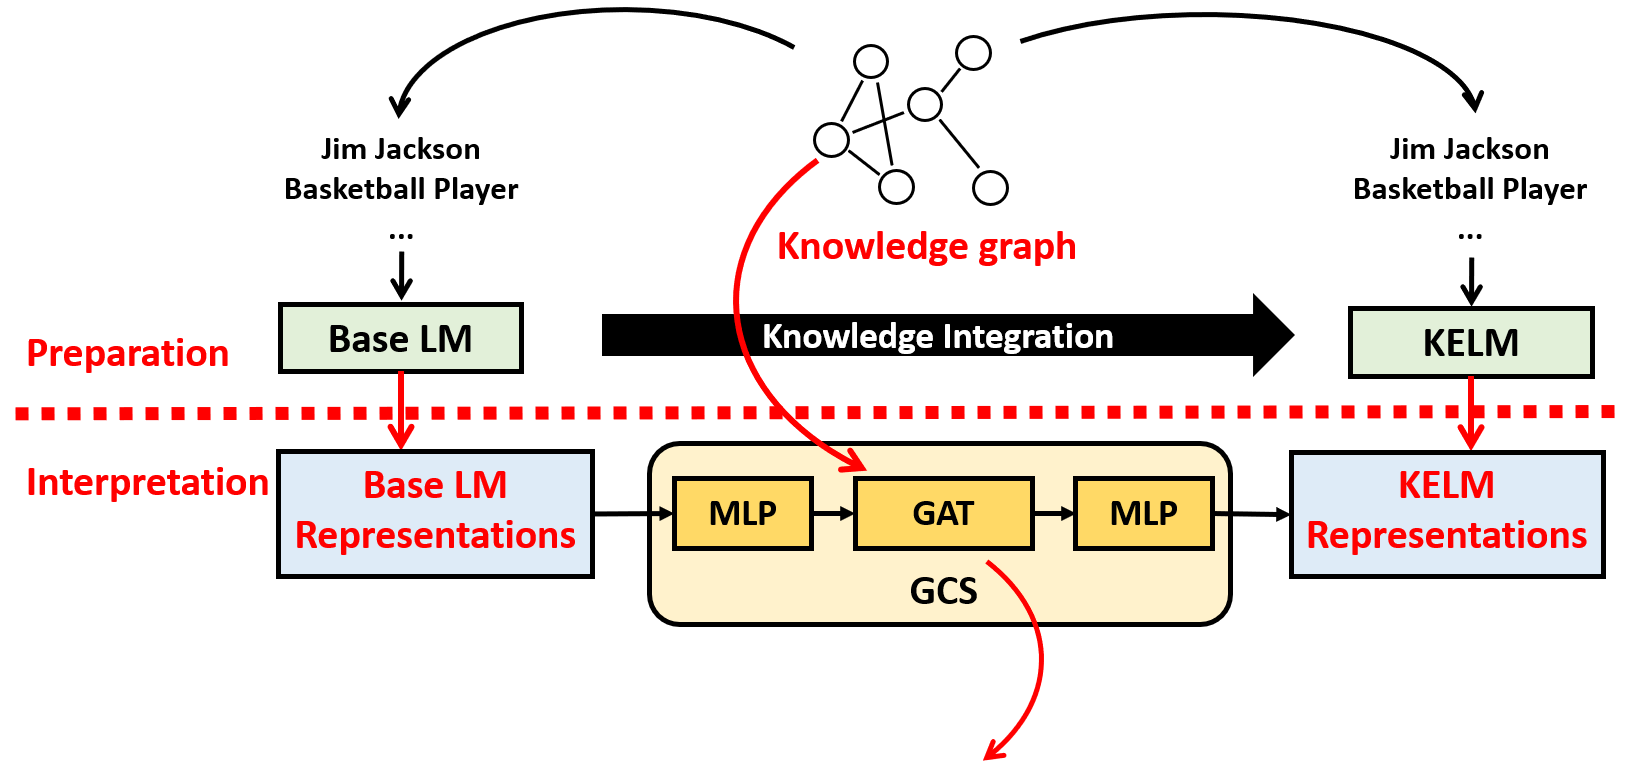 Jim Jackson
Basketball Player
...
Jim Jackson
Basketball Player
...
Knowledge graph
Base LM
Knowledge Integration
KELM
Preparation
Interpretation
Base LM
Representations
MLP
GAT
MLP
GCS
KELM
Representations